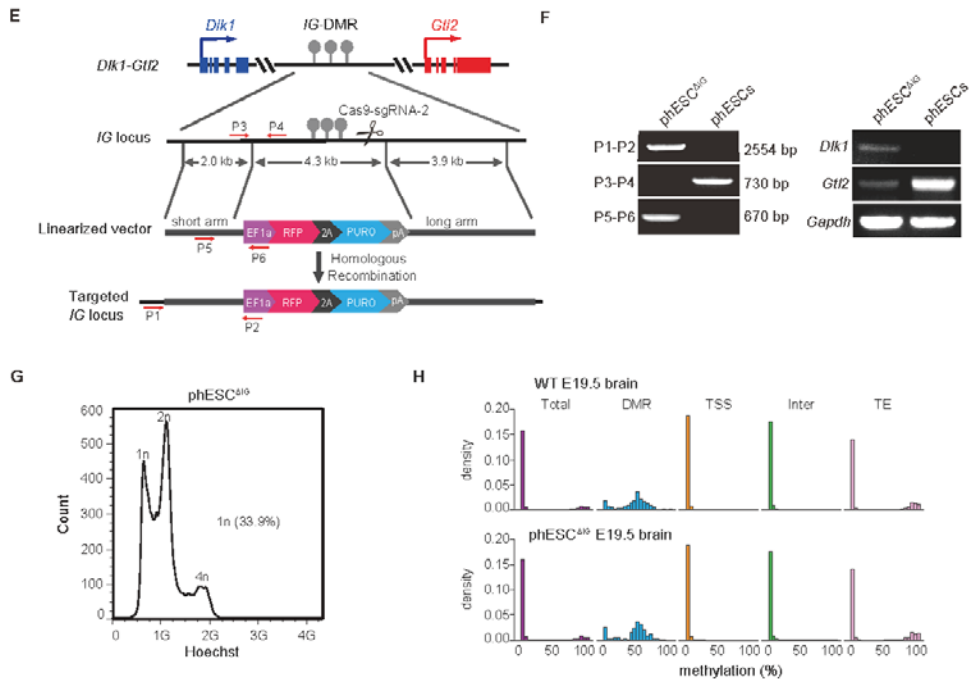 E
Dlk1
IG-DMR
Gtl2
Dlk1-Gtl2
Cas9-sgRNA-2
P3
P4
IG locus
2.0 kb
4.3 kb
3.9 kb
short arm
long arm
Linearized vector
EF1a
RFP
2A
PURO
pA
P5
P6
Homologous
Recombination
Targeted
IG locus
EF1a
RFP
2A
PURO
pA
P1
P2
F
phESCΔIG
phESCs
P1-P2
2554 bp
P3-P4
730 bp
P5-P6
670 bp
phESCΔIG
phESCs
Dlk1
Gtl2
Gapdh
G
phESCΔIG
600
500
400
300
200
100
0
Count
1n
2n
4n
1n (33.9%)
0 1G 2G 3G 4G
Hoechst
H
WT E19.5 brain
Total DMR TSS Inter TE
0.20
0.15
0.10
0.05
0.00
density
phESCΔIG E19.5 brain
0.20
0.15
0.10
0.05
0.00
density
0 50 100 0 50 100 0 50 100 0 50 100 0 50 100
methylation (%)